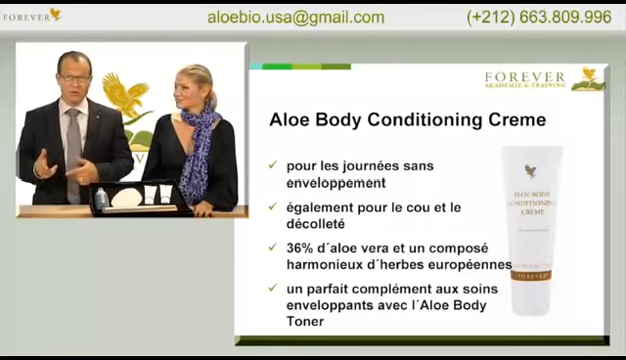 FOREVER
aloebio.usa@gmail.com
(+212) 663.809.996
FOREVER
AKADEMIE & TRAINING
Aloe Body Conditioning Creme
pour les journées sans
enveloppement
également pour le cou et le
décolleté
36% d´aloe vera et un composé
harmonieux d´herbes européennes
un parfait complément aux soins
enveloppants avec l´Aloe Body
Toner
ALOE BODY
CONDITIONING
CREME
FOREVER